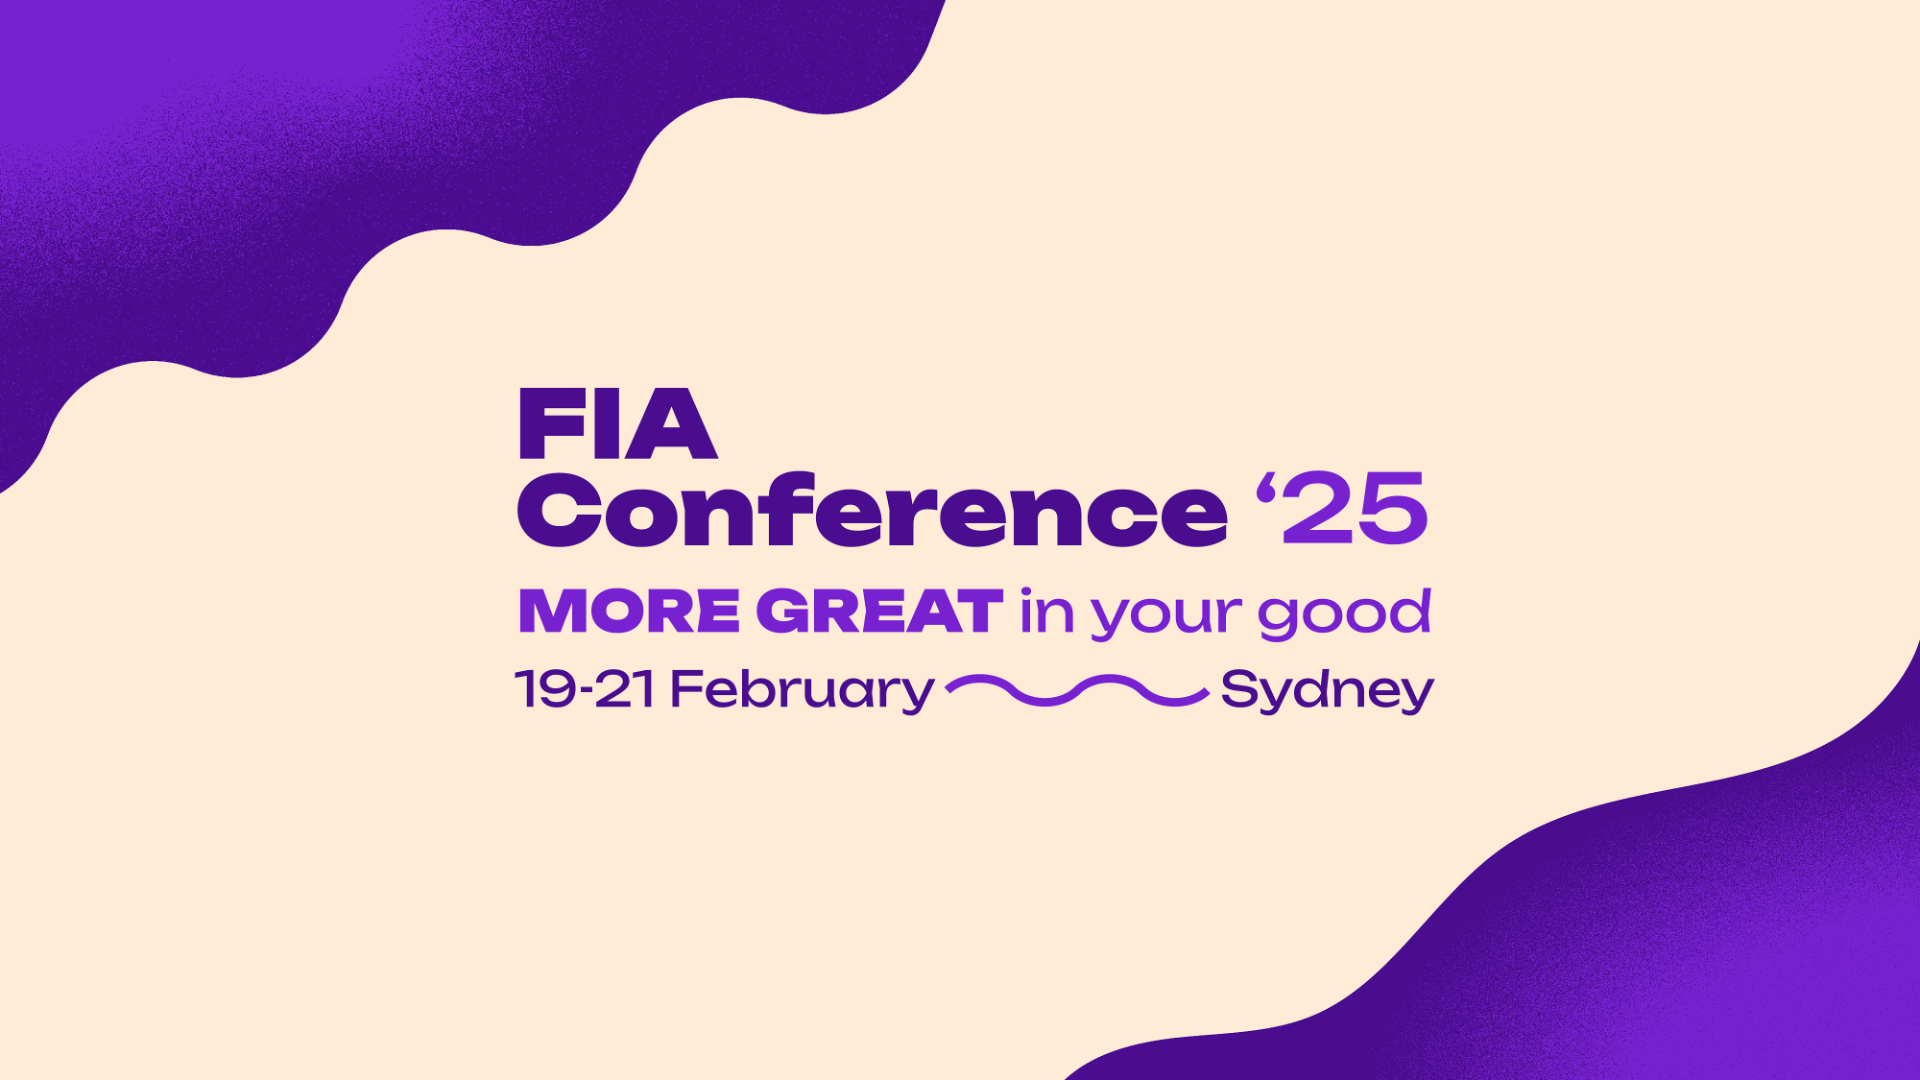 FIA
Conference ‘25
MORE GREAT in your good
19-21 February Sydney